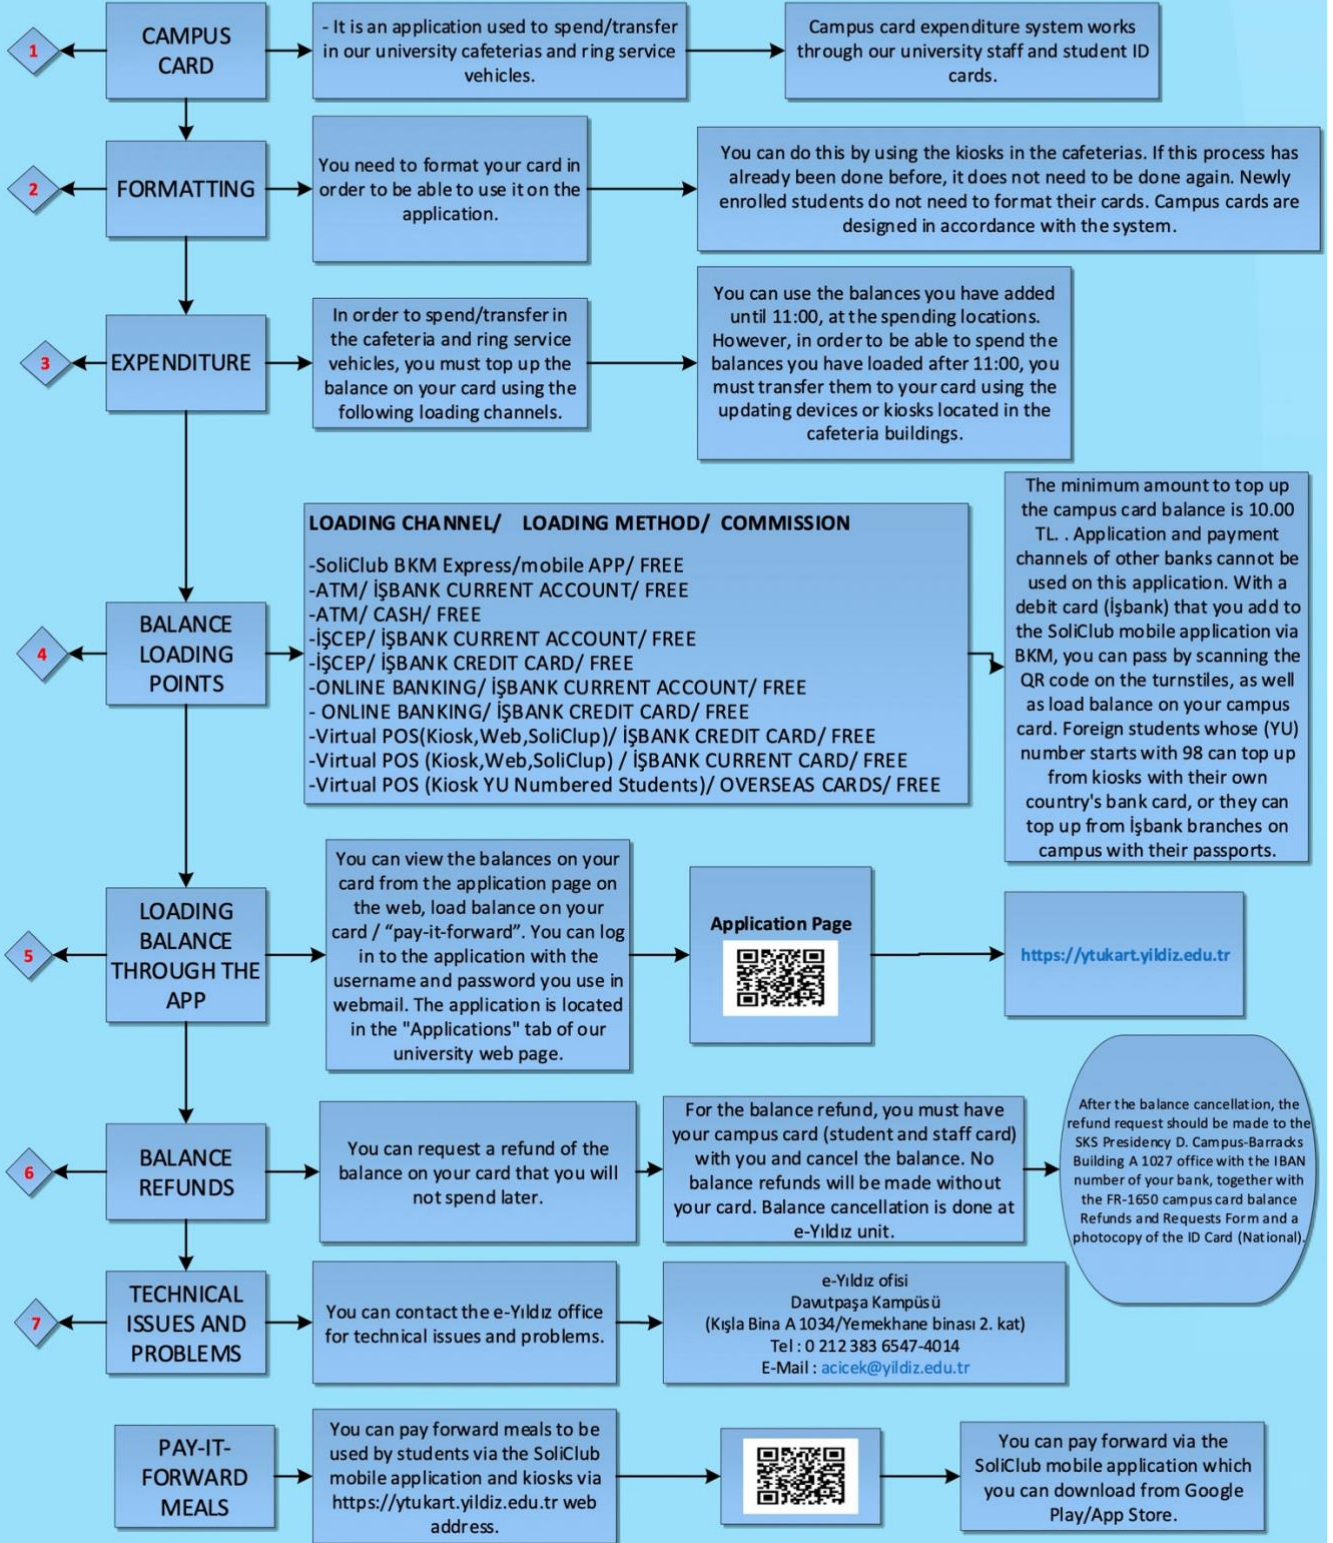 1
CAMPUS
CARD
- It is an application used to spend/transfer
in our university cafeterias and ring service
vehicles.
Campus card expenditure system works
through our university staff and student ID
cards.
2
FORMATTING
You need to format your card in
order to be able to use it on the
application.
You can do this by using the kiosks in the cafeterias. If this process has
already been done before, it does not need to be done again. Newly
enrolled students do not need to format their cards. Campus cards are
designed in accordance with the system.
3
EXPENDITURE
In order to spend/transfer in
the cafeteria and ring service
vehicles, you must top up the
balance on your card using the
following loading channels.
You can use the balances you have added
until 11:00, at the spending locations.
However, in order to be able to spend the
balances you have loaded after 11:00, you
must transfer them to your card using the
updating devices or kiosks located in the
cafeteria buildings.
4
BALANCE
LOADING
POINTS
LOADING CHANNEL/ LOADING METHOD/ COMMISSION
-SoliClub BKM Express/mobile APP/ FREE
-ATM/ İŞBANK CURRENT ACCOUNT/ FREE
-ATM/ CASH/ FREE
-İŞCEP/ İŞBANK CURRENT ACCOUNT/ FREE
-İŞCEP/ İŞBANK CREDIT CARD/ FREE
-ONLINE BANKING/ İŞBANK CURRENT ACCOUNT/ FREE
- ONLINE BANKING/ İŞBANK CREDIT CARD/ FREE
-Virtual POS(Kiosk,Web,SoliClup)/ İŞBANK CREDIT CARD/ FREE
-Virtual POS (Kiosk,Web,SoliClup) / İŞBANK CURRENT CARD/ FREE
-Virtual POS (Kiosk YU Numbered Students)/ OVERSEAS CARDS/ FREE
The minimum amount to top up
the campus card balance is 10.00
TL. . Application and payment
channels of other banks cannot be
used on this application. With a
debit card (İşbank) that you add to
the SoliClub mobile application via
BKM, you can pass by scanning the
QR code on the turnstiles, as well
as load balance on your campus
card. Foreign students whose (YU)
number starts with 98 can top up
from kiosks with their own
country's bank card, or they can
top up from İşbank branches on
campus with their passports.
5
LOADING
BALANCE
THROUGH THE
APP
You can view the balances on your
card from the application page on
the web, load balance on your
card / “pay-it-forward”. You can log
in to the application with the
username and password you use in
webmail. The application is located
in the "Applications" tab of our
university web page.
Application Page
https://ytukart.yildiz.edu.tr
6
BALANCE
REFUNDS
You can request a refund of the
balance on your card that you will
not spend later.
For the balance refund, you must have
your campus card (student and staff card)
with you and cancel the balance. No
balance refunds will be made without
your card. Balance cancellation is done at
e-Yıldız unit.
After the balance cancellation, the
refund request should be made to the
SKS Presidency D. Campus-Barracks
Building A 1027 office with the IBAN
number of your bank, together with
the FR-1650 campus card balance
Refunds and Requests Form and a
photocopy of the ID Card (National).
7
TECHNICAL
ISSUES AND
PROBLEMS
You can contact the e-Yıldız office
for technical issues and problems.
e-Yıldız ofisi
Davutpaşa Kampüsü
(Kışla Bina A 1034/Yemekhane binası 2. kat)
Tel : 0 212 383 6547-4014
E-Mail : acicek@yildiz.edu.tr
PAY-IT-
FORWARD
MEALS
You can pay forward meals to be
used by students via the SoliClub
mobile application and kiosks via
https://ytukart.yildiz.edu.tr web
address.
You can pay forward via the
SoliClub mobile application which
you can download from Google
Play/App Store.